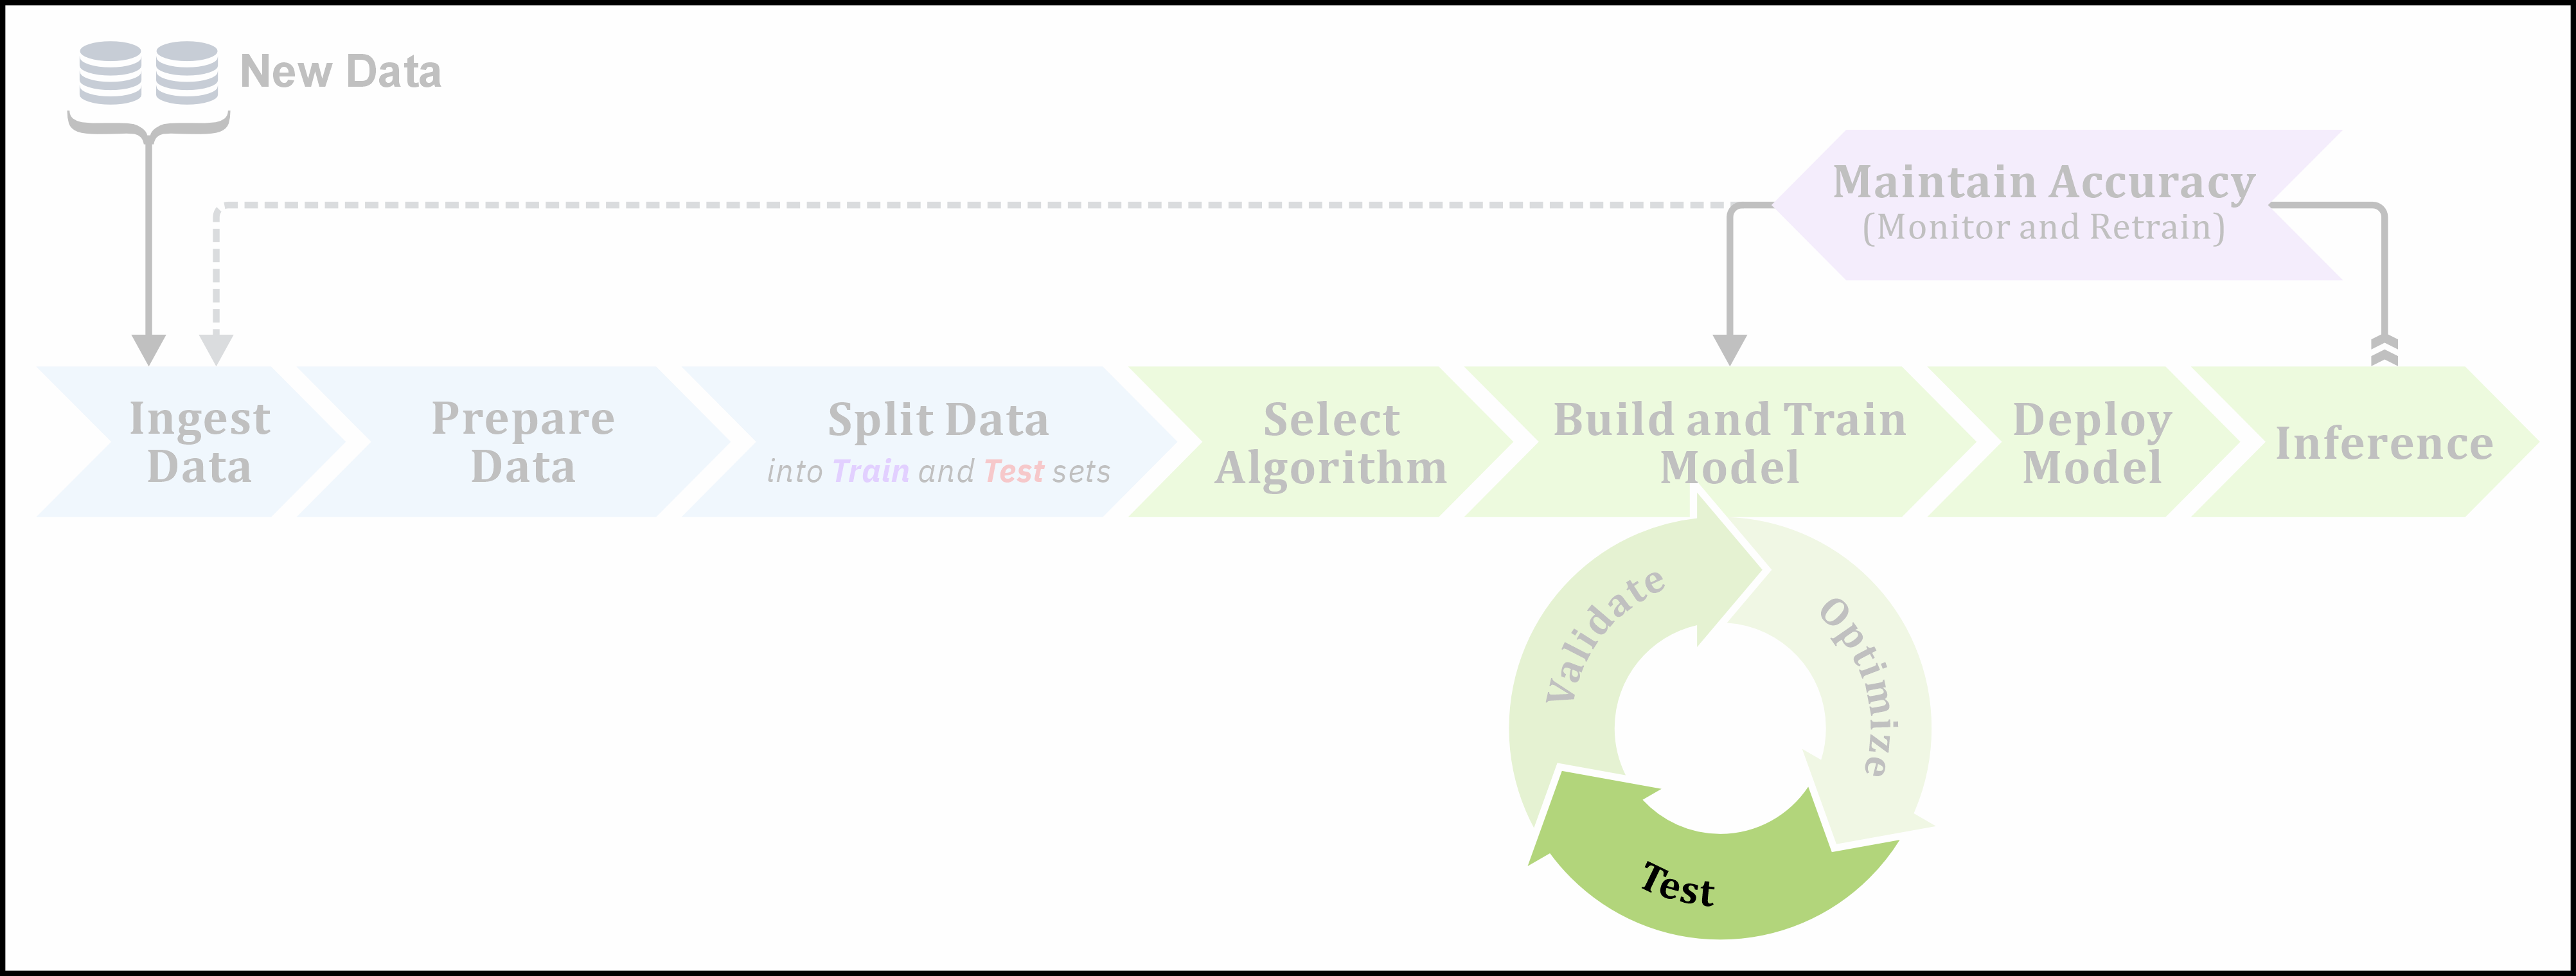 New Data
Maintain Accuracy
(Monitor and Retrain)
Ingest
Data
Prepare
Data
Split Data
into Train and Test sets
Select
Algorithm
Build and Train
Model
Deploy
Model
Inference
Validate
Optimize
Test